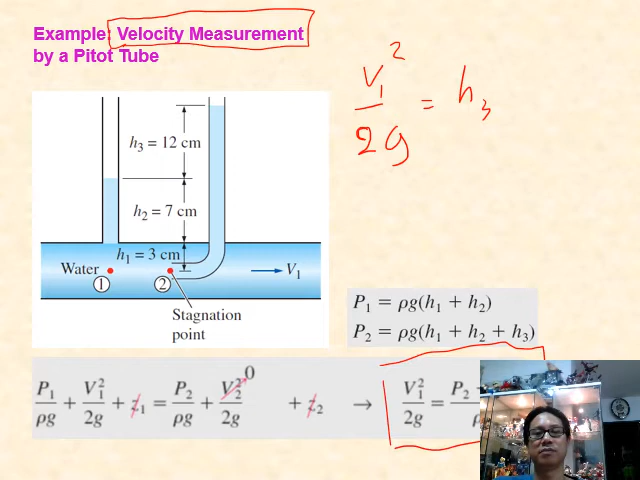 Example: Velocity Measurement
by a Pitot Tube
V₁²/2g = h₃
h₃ = 12 cm
h₂ = 7 cm
h₁ = 3 cm
Water
① ②
V₁
Stagnation
point
P₁ = ρg(h₁ + h₂)
P₂ = ρg(h₁ + h₂ + h₃)
P₁/ρg + V₁²/2g + z₁ = P₂/ρg + V₂²/2g 0 + z₂ → V₁²/2g = P₂